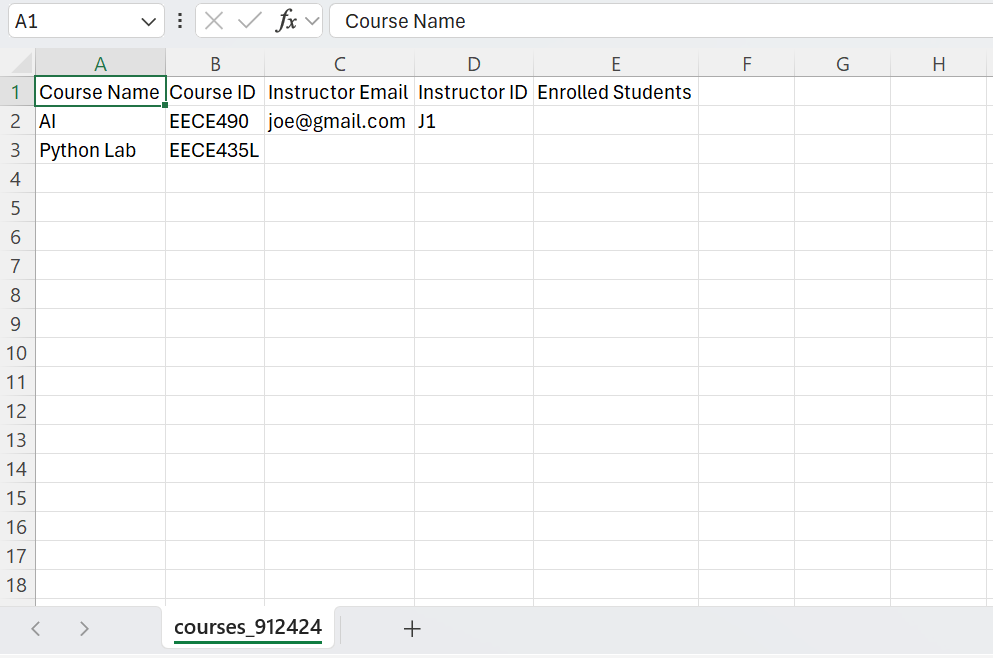 A1 fx Course Name
A B C D E F G H
1 Course Name Course ID Instructor Email Instructor ID Enrolled Students
2 AI EECE490 joe@gmail.com J1
3 Python Lab EECE435L
4
5
6
7
8
9
10
11
12
13
14
15
16
17
18
courses_912424